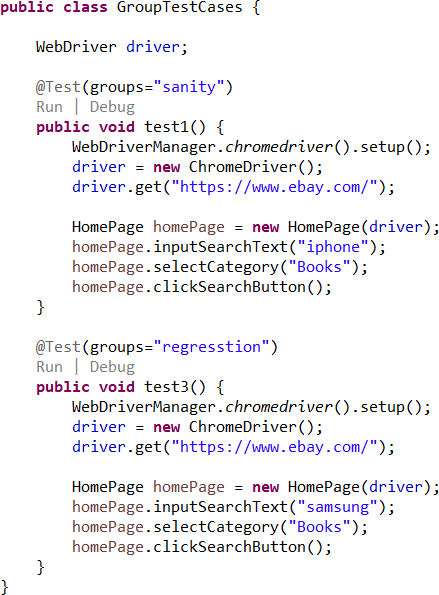 public class GroupTestCases {
WebDriver driver;
@Test(groups="sanity")
Run | Debug
public void test1() {
WebDriverManager.chromedriver().setup();
driver = new ChromeDriver();
driver.get("https://www.ebay.com/");
HomePage homePage = new HomePage(driver);
homePage.inputSearchText("iphone");
homePage.selectCategory("Books");
homePage.clickSearchButton();
}
@Test(groups="regresstion")
Run | Debug
public void test3() {
WebDriverManager.chromedriver().setup();
driver = new ChromeDriver();
driver.get("https://www.ebay.com/");
HomePage homePage = new HomePage(driver);
homePage.inputSearchText("samsung");
homePage.selectCategory("Books");
homePage.clickSearchButton();
}
}